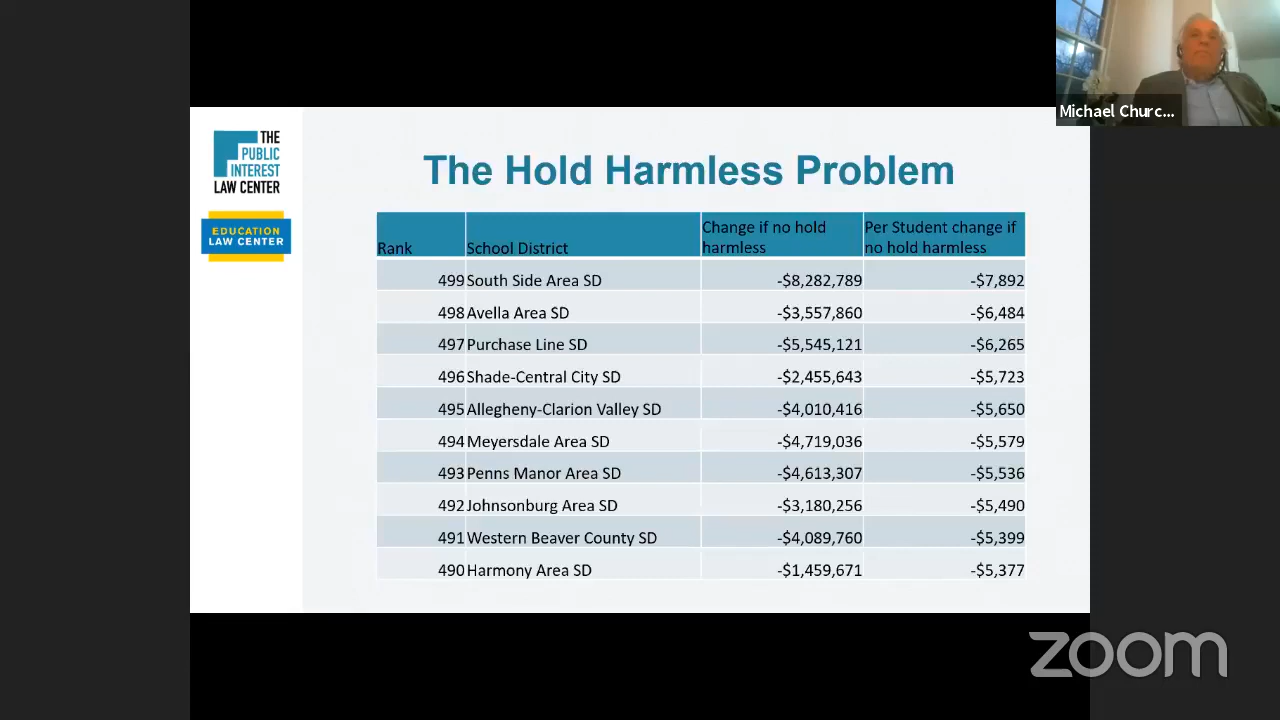 Michael Churc...
THE
PUBLIC
INTEREST
LAW CENTER
EDUCATION
LAW CENTER
The Hold Harmless Problem
Rank School District Change if no hold harmless Per Student change if no hold harmless
499 South Side Area SD -$8,282,789 -$7,892
498 Avella Area SD -$3,557,860 -$6,484
497 Purchase Line SD -$5,545,121 -$6,265
496 Shade-Central City SD -$2,455,643 -$5,723
495 Allegheny-Clarion Valley SD -$4,010,416 -$5,650
494 Meyersdale Area SD -$4,719,036 -$5,579
493 Penns Manor Area SD -$4,613,307 -$5,536
492 Johnsonburg Area SD -$3,180,256 -$5,490
491 Western Beaver County SD -$4,089,760 -$5,399
490 Harmony Area SD -$1,459,671 -$5,377
zoom